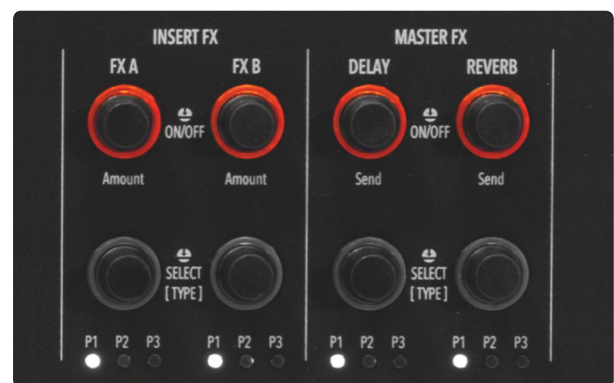 INSERT FX MASTER FX
FX A FX B DELAY REVERB
ON/OFF ON/OFF
Amount Amount Send Send
SELECT SELECT
[ TYPE ] [ TYPE ]
P1 P2 P3 P1 P2 P3 P1 P2 P3 P1 P2 P3